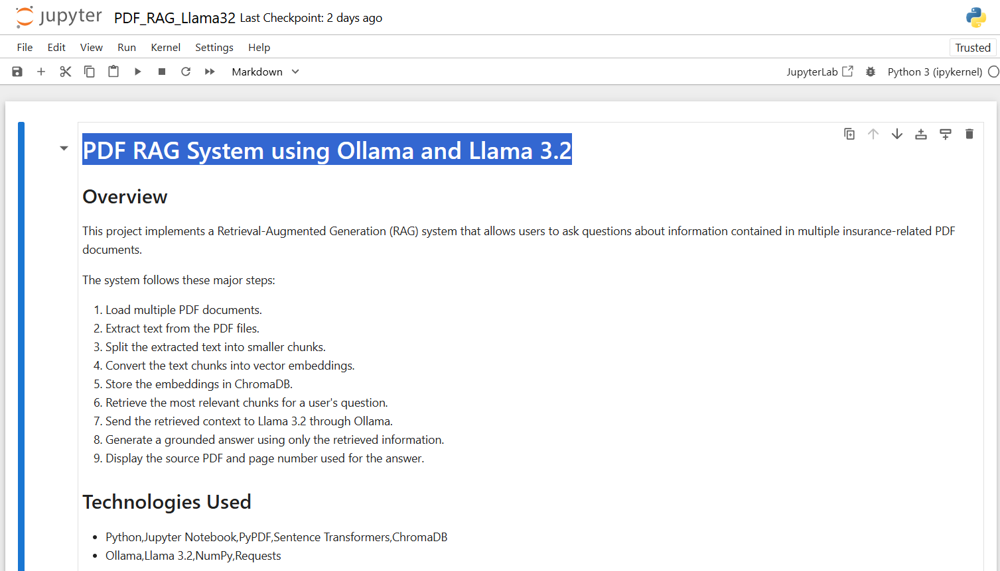 jupyter PDF_RAG_Llama32 Last Checkpoint: 2 days ago
File Edit View Run Kernel Settings Help Trusted
Markdown JupyterLab Python 3 (ipykernel)
PDF RAG System using Ollama and Llama 3.2
Overview
This project implements a Retrieval-Augmented Generation (RAG) system that allows users to ask questions about information contained in multiple insurance-related PDF
documents.
The system follows these major steps:
1. Load multiple PDF documents.
2. Extract text from the PDF files.
3. Split the extracted text into smaller chunks.
4. Convert the text chunks into vector embeddings.
5. Store the embeddings in ChromaDB.
6. Retrieve the most relevant chunks for a user's question.
7. Send the retrieved context to Llama 3.2 through Ollama.
8. Generate a grounded answer using only the retrieved information.
9. Display the source PDF and page number used for the answer.
Technologies Used
• Python,Jupyter Notebook,PyPDF,Sentence Transformers,ChromaDB
• Ollama,Llama 3.2,NumPy,Requests